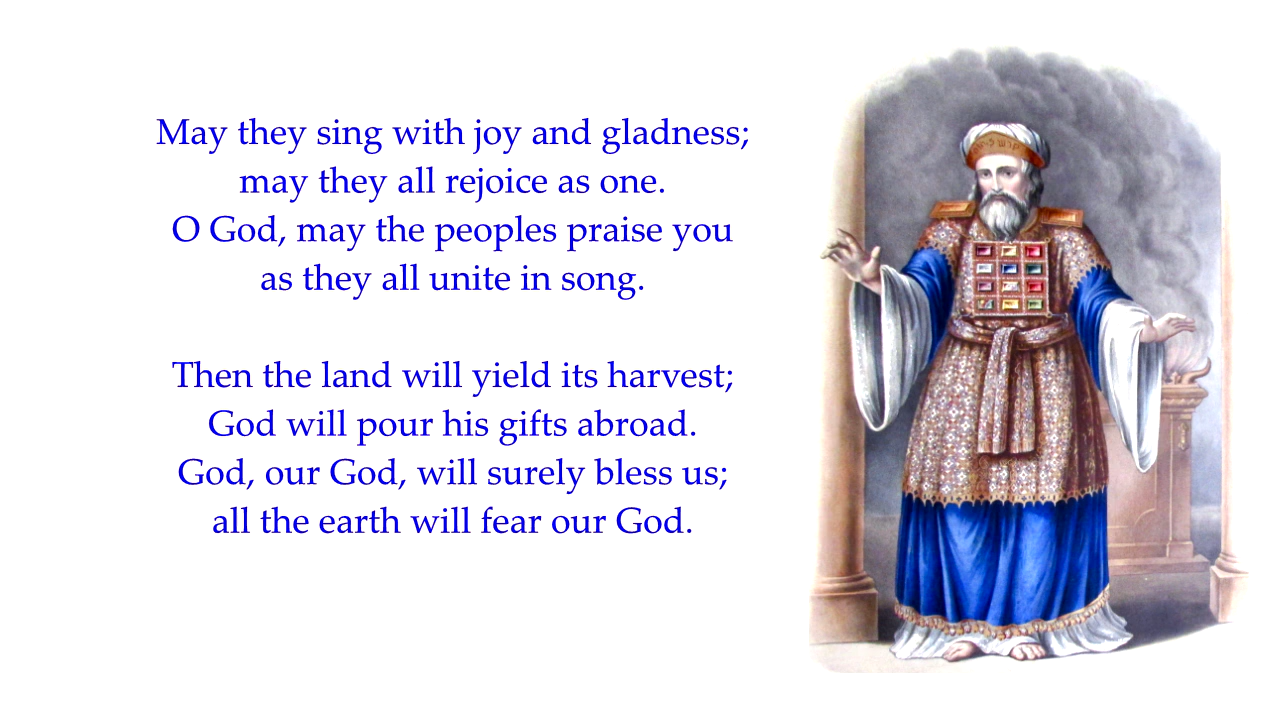 May they sing with joy and gladness;
may they all rejoice as one.
O God, may the peoples praise you
as they all unite in song.
Then the land will yield its harvest;
God will pour his gifts abroad.
God, our God, will surely bless us;
all the earth will fear our God.